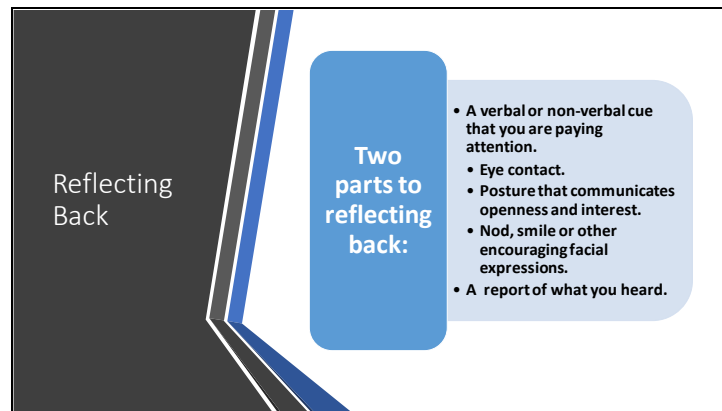 Reflecting
Back
Two
parts to
reflecting
back:
• A verbal or non-verbal cue
that you are paying
attention.
• Eye contact.
• Posture that communicates
openness and interest.
• Nod, smile or other
encouraging facial
expressions.
• A report of what you heard.